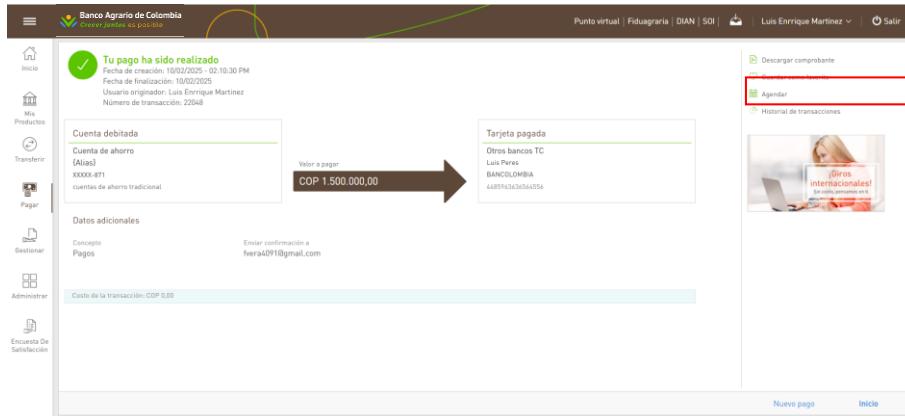 Banco Agrario de Colombia
Crecer juntos es posible
Punto virtual | Fiduagraria | DIAN | SOI |
Luis Enrrique Martinez
Salir
Inicio
Mis
Productos
Transferir
Pagar
Gestionar
Administrar
Encuesta De
Satisfacción
Tu pago ha sido realizado
Fecha de creación: 10/02/2025 - 02:10:30 PM
Fecha de finalización: 10/02/2025
Usuario originador: Luis Enrrique Martinez
Número de transacción: 22048
Cuenta debitada
Cuenta de ahorro
{Alias}
XXXXX-871
cuentas de ahorro tradicional
Valor a pagar
COP 1.500.000,00
Tarjeta pagada
Otros bancos TC
Luis Peres
BANCOLOMBIA
Datos adicionales
Concepto
Pagos
Enviar confirmación a
fvera4091@gmail.com
Costo de la transacción: COP 0,00
Descargar comprobante
Guardar como favorito
Agendar
Historial de transacciones
¡Giros
internacionales!
Nuevo pago
Inicio